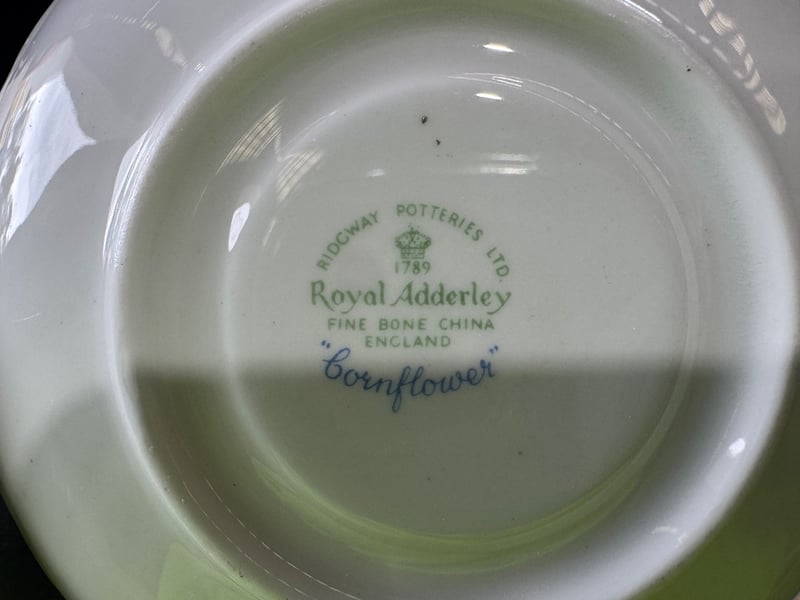 RIDGWAY POTTERIES LTD.
1789
Royal Adderley
FINE BONE CHINA
ENGLAND
"Cornflower"